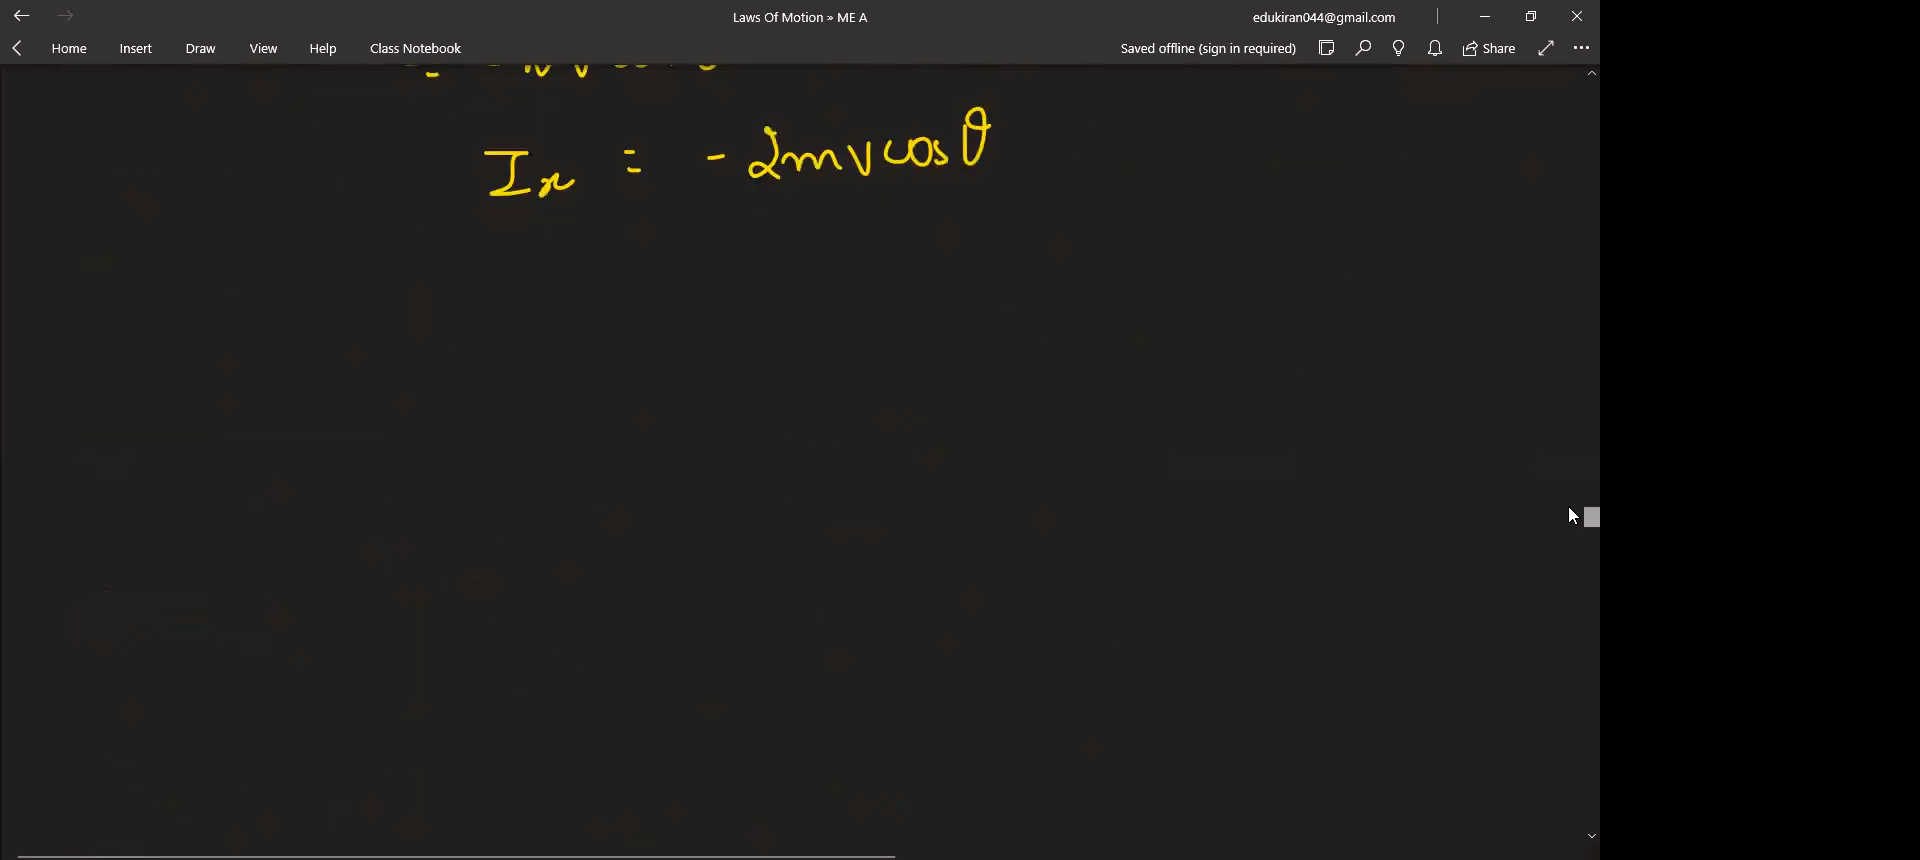 Laws Of Motion » ME A
edukiran044@gmail.com
Home Insert Draw View Help Class Notebook
Saved offline (sign in required)
Share
Ix = - 2mv cosθ